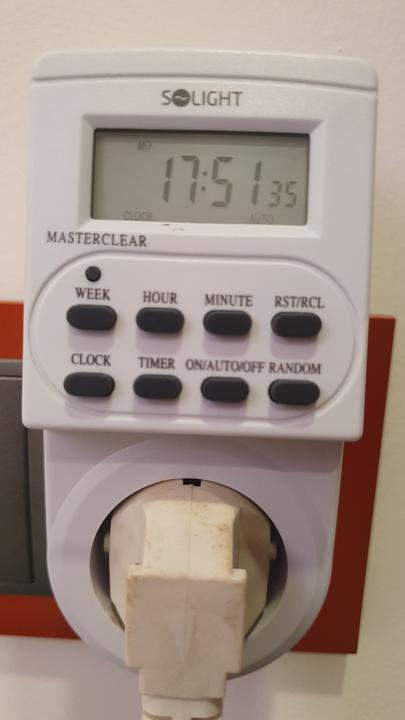 SOLIGHT
MO
17:51 35
CLOCK AUTO
MASTERCLEAR
WEEK HOUR MINUTE RST/RCL
CLOCK TIMER ON/AUTO/OFF RANDOM